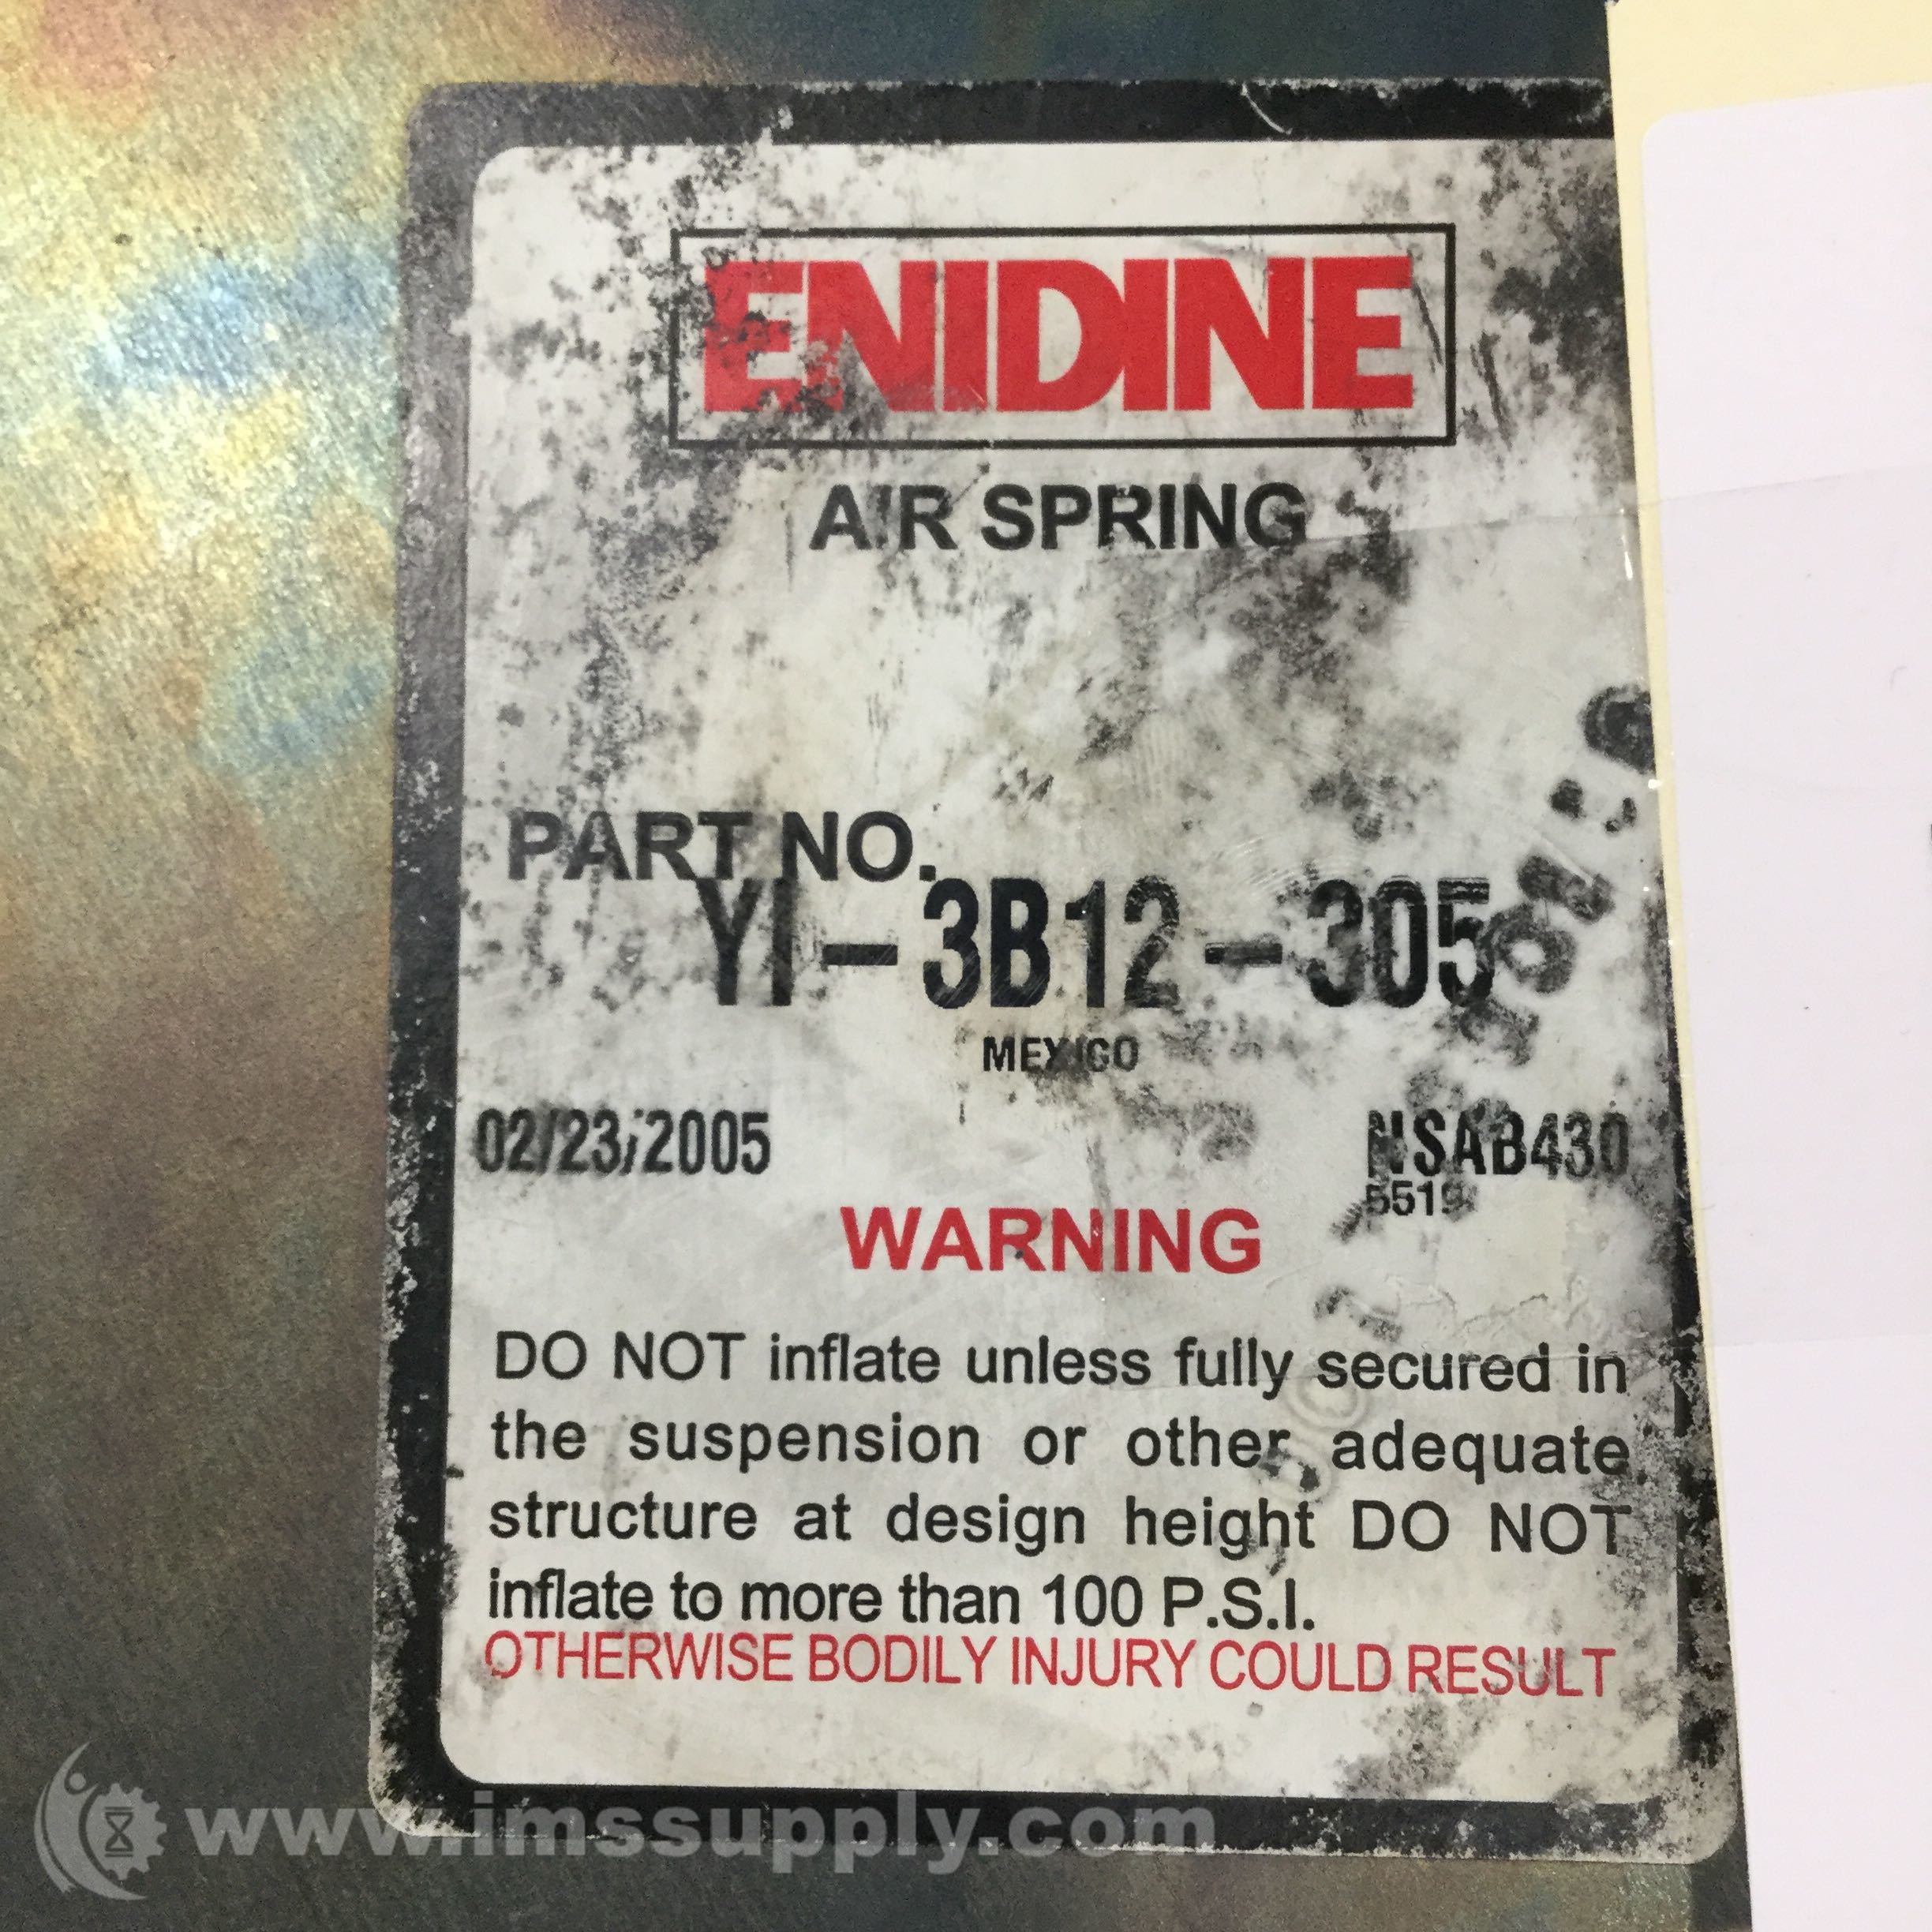 ENIDINE
AIR SPRING
PART NO.
YI-3B12-305
MEXICO
02/23/2005 NSAB430
5519
WARNING
DO NOT inflate unless fully secured in
the suspension or other adequate
structure at design height DO NOT
inflate to more than 100 P.S.I.
OTHERWISE BODILY INJURY COULD RESULT
www.imssupply.com